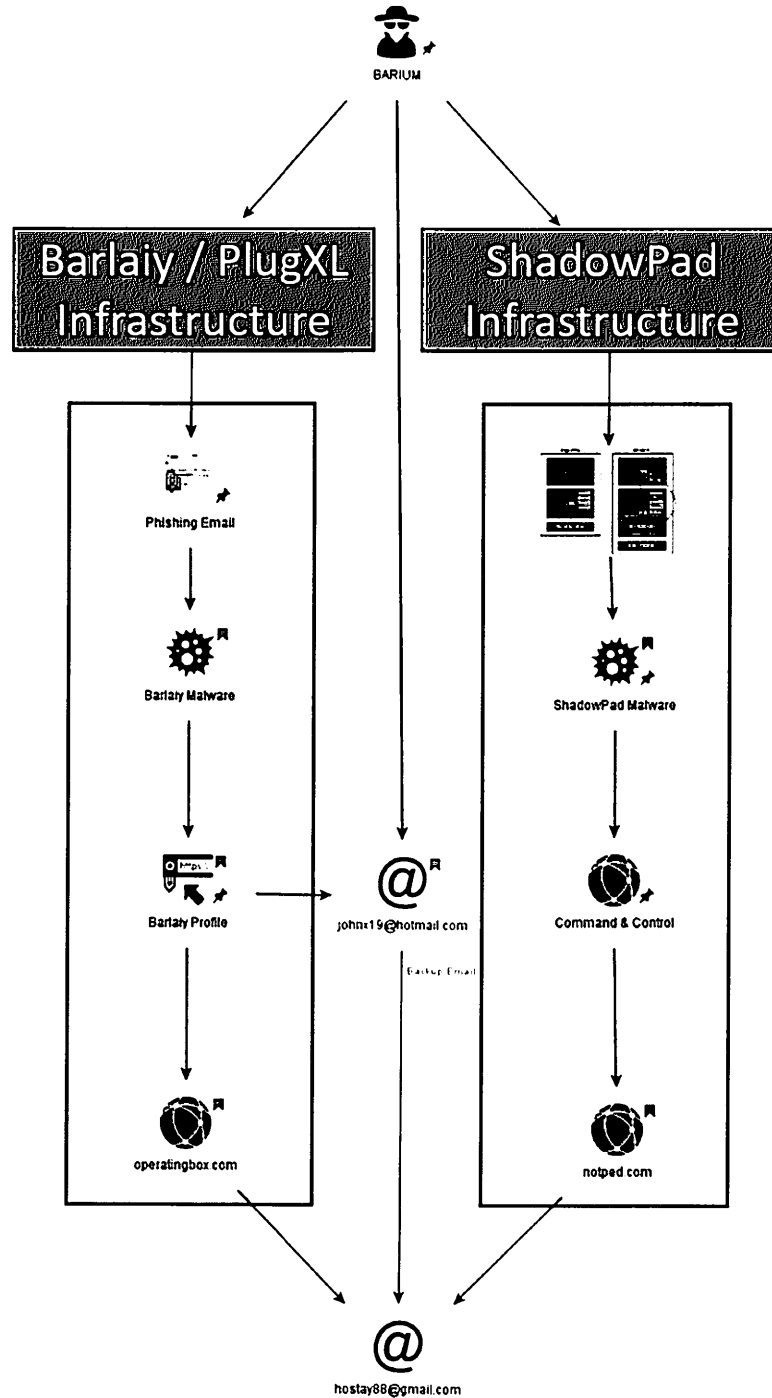 BARIUM
Barlaiy / PlugXL
Infrastructure
ShadowPad
Infrastructure
Phishing Email
Barlaiy Malware
ShadowPad Malware
https:
Barlaiy Profile
johnx19@hotmail.com
Command & Control
Backup Email
operatingbox.com
notped.com
hostay88@gmail.com